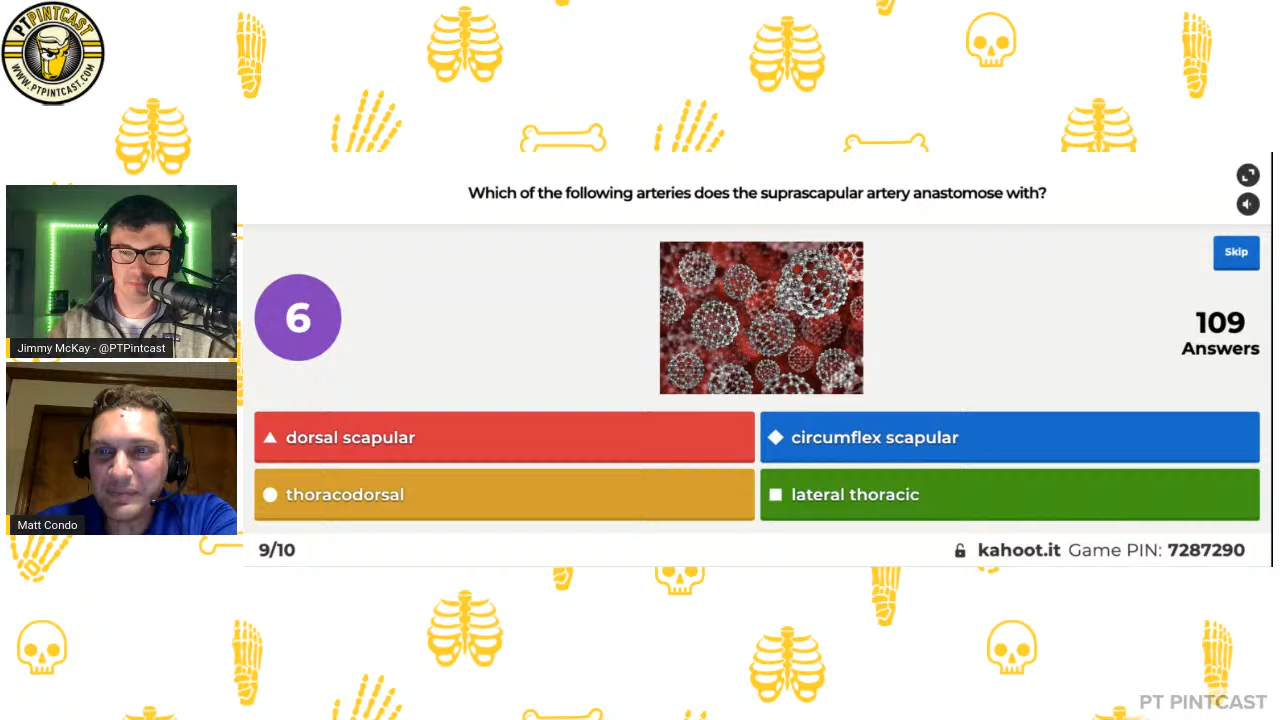 PTPINTCAST
WWW.PTPINTCAST.COM
Which of the following arteries does the suprascapular artery anastomose with?
Skip
6
109
Answers
Jimmy McKay - @PTPintcast
dorsal scapular
circumflex scapular
thoracodorsal
lateral thoracic
Matt Condo
9/10
kahoot.it Game PIN: 7287290
PT PINTCAST